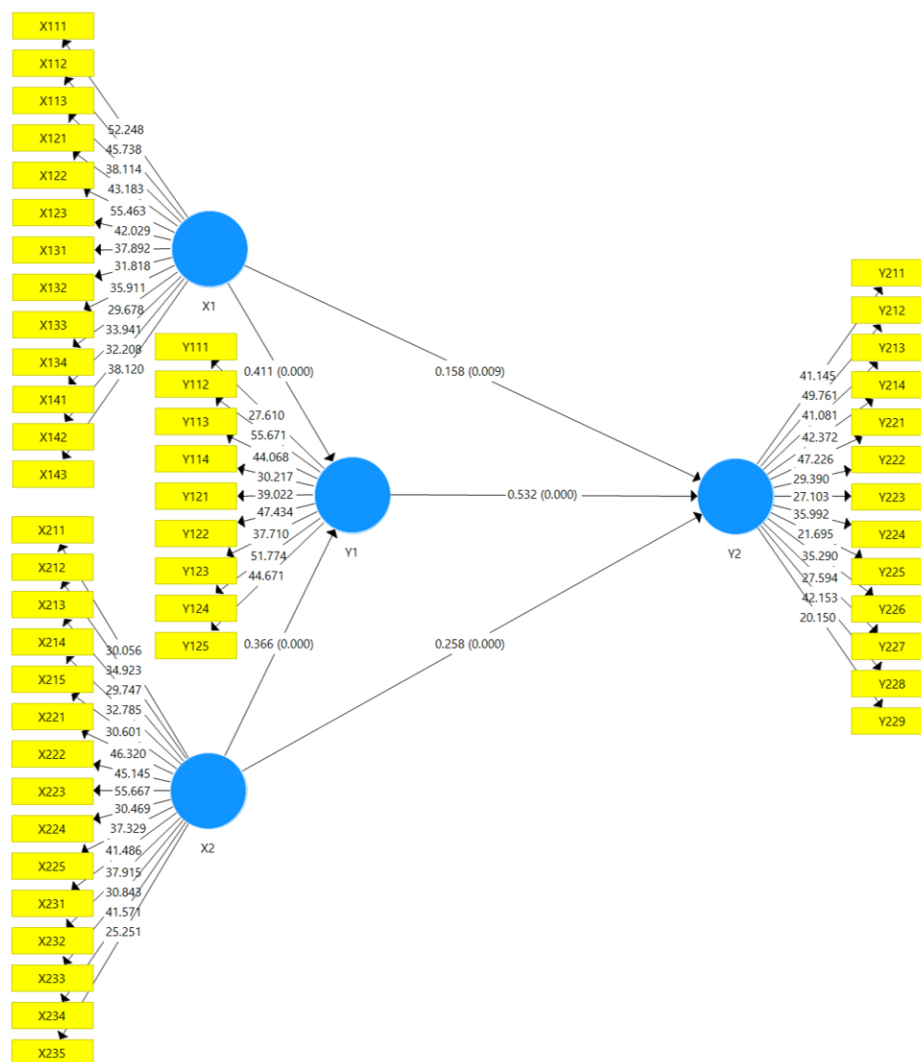 X111
X112
X113
X121
X122
X123
X131
X132
X133
X134
X141
X142
X143
52.248
45.738
38.114
43.183
55.463
42.029
37.892
31.818
35.911
29.678
33.941
32.208
38.120
X1
0.411 (0.000)
0.158 (0.009)
Y111
Y112
Y113
Y114
Y121
Y122
Y123
Y124
Y125
27.610
55.671
44.068
30.217
39.022
47.434
37.710
51.774
44.671
Y1
0.532 (0.000)
0.366 (0.000)
0.258 (0.000)
X211
X212
X213
X214
X215
X221
X222
X223
X224
X225
X231
X232
X233
X234
X235
30.056
34.923
29.747
32.785
30.601
46.320
45.145
55.667
30.469
37.329
41.486
37.915
30.843
41.571
25.251
X2
41.145
49.761
41.081
42.372
47.226
29.390
27.103
35.992
21.695
35.290
27.594
42.153
20.150
Y2
Y211
Y212
Y213
Y214
Y221
Y222
Y223
Y224
Y225
Y226
Y227
Y228
Y229